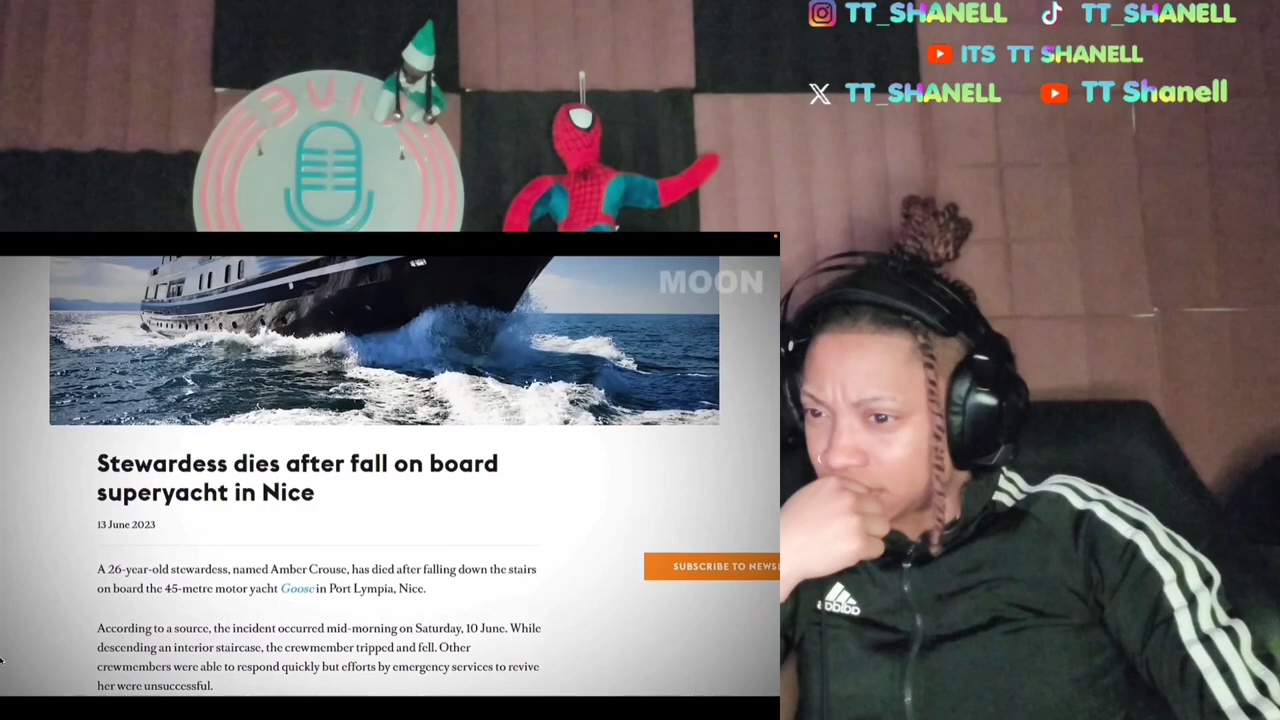 TT_SHANELL TT_SHANELL
ITS TT SHANELL
TT_SHANELL TT Shanell
LIVE
MOON
Stewardess dies after fall on board
superyacht in Nice
13 June 2023
A 26-year-old stewardess, named Amber Crouse, has died after falling down the stairs
on board the 45-metre motor yacht Goose in Port Lympia, Nice.
SUBSCRIBE TO NEWSL
According to a source, the incident occurred mid-morning on Saturday, 10 June. While
descending an interior staircase, the crewmember tripped and fell. Other
crewmembers were able to respond quickly but efforts by emergency services to revive
her were unsuccessful.
adidas